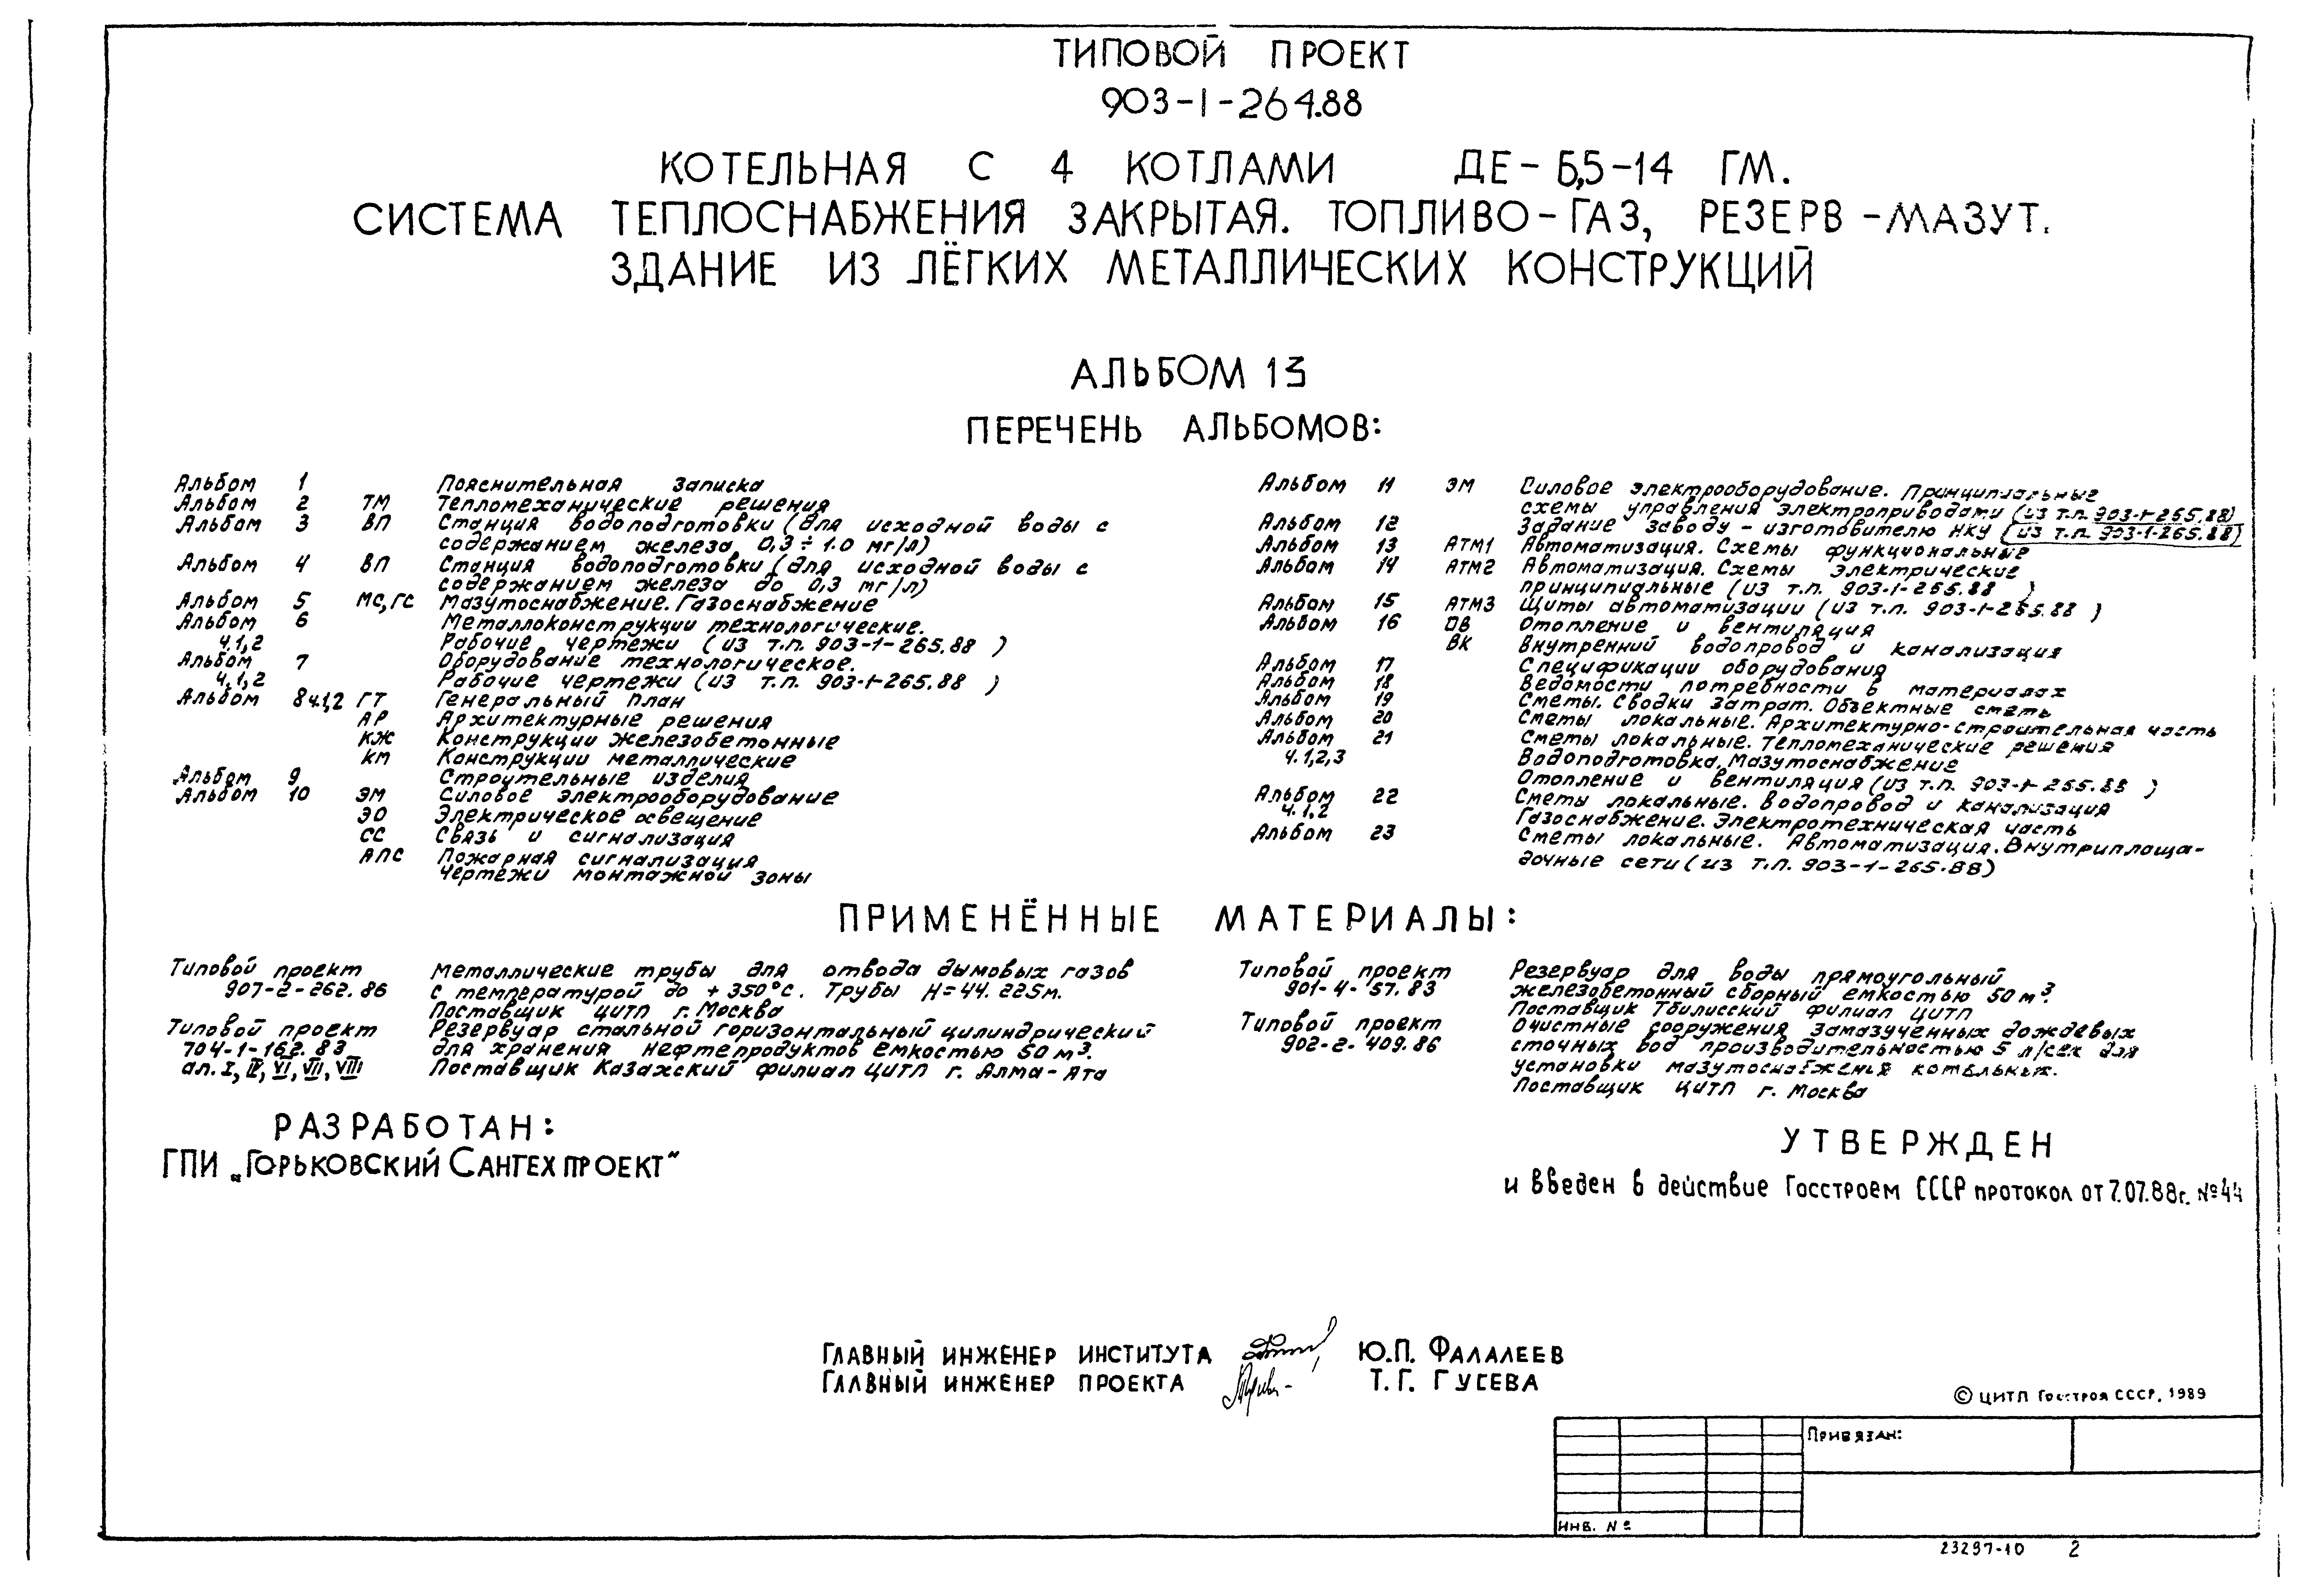 ТИПОВОЙ ПРОЕКТ
903-1-264.88
КОТЕЛЬНАЯ С 4 КОТЛАМИ ДЕ-6,5-14 ГМ.
СИСТЕМА ТЕПЛОСНАБЖЕНИЯ ЗАКРЫТАЯ. ТОПЛИВО-ГАЗ, РЕЗЕРВ-МАЗУТ.
ЗДАНИЕ ИЗ ЛЁГКИХ МЕТАЛЛИЧЕСКИХ КОНСТРУКЦИЙ
АЛЬБОМ 13
ПЕРЕЧЕНЬ АЛЬБОМОВ:
Альбом 1 Пояснительная записка
Альбом 2 ТМ Тепломеханические решения
Альбом 3 ВП Станция водоподготовки (для исходной воды с
содержанием железа 0,3÷1.0 мг/л)
Альбом 4 ВП Станция водоподготовки (для исходной воды с
содержанием железа до 0,3 мг/л)
Альбом 5 МС,ГС Мазутоснабжение. Газоснабжение
Альбом 6 Металлоконструкции технологические.
ч.1,2 Рабочие чертежи (из т.п. 903-1-265.88)
Альбом 7 Оборудование технологическое.
ч.1,2 Рабочие чертежи (из т.п. 903-1-265.88)
Альбом 8 ч.1,2 ГТ Генеральный план
АР Архитектурные решения
КЖ Конструкции железобетонные
КМ Конструкции металлические
Альбом 9 Строительные изделия
Альбом 10 ЭМ Силовое электрооборудование
ЭО Электрическое освещение
СС Связь и сигнализация
АПС Пожарная сигнализация
Чертежи монтажной зоны
Альбом 11 ЭМ Силовое электрооборудование. Принципиальные
схемы управления электроприводами (из т.п. 903-1-265.88)
Альбом 12 Задание заводу-изготовителю НКУ (из т.п. 903-1-265.88)
Альбом 13 АТМ1 Автоматизация. Схемы функциональные
Альбом 14 АТМ2 Автоматизация. Схемы электрические
принципиальные (из т.п. 903-1-265.88)
Альбом 15 АТМ3 Щиты автоматизации (из т.п. 903-1-265.88)
Альбом 16 ОВ Отопление и вентиляция
ВК Внутренний водопровод и канализация
Альбом 17 Спецификации оборудования
Альбом 18 Ведомости потребности в материалах
Альбом 19 Сметы. Сводки затрат. Объектные сметы
Альбом 20 Сметы локальные. Архитектурно-строительная часть
Альбом 21 Сметы локальные. Тепломеханические решения
ч.1,2,3 Водоподготовка. Мазутоснабжение
Отопление и вентиляция (из т.п. 903-1-265.88)
Альбом 22 Сметы локальные. Водопровод и канализация
ч.1,2 Газоснабжение. Электротехническая часть
Альбом 23 Сметы локальные. Автоматизация. Внутриплоща-
дочные сети (из т.п. 903-1-265.88)
ПРИМЕНЁННЫЕ МАТЕРИАЛЫ:
Типовой проект Металлические трубы для отвода дымовых газов
907-2-262.86 с температурой до +350°с. Трубы Н=44.225м.
Поставщик ЦИТП г. Москва
Типовой проект Резервуар стальной горизонтальный цилиндрический
704-1-162.83 для хранения нефтепродуктов емкостью 50 м³.
ал. I, IV, VI, VII, VIII Поставщик Казахский филиал ЦИТП г. Алма-Ата
Типовой проект Резервуар для воды прямоугольный
901-4-57.83 железобетонный сборный емкостью 50 м³.
Поставщик Тбилисский филиал ЦИТП
Типовой проект Очистные сооружения замазученных дождевых
902-2-409.86 сточных вод производительностью 5 л/сек для
установки мазутоснабжения котельных.
Поставщик ЦИТП г. Москва
РАЗРАБОТАН:
ГПИ „ГОРЬКОВСКИЙ САНТЕХПРОЕКТ"
УТВЕРЖДЕН
и введен в действие Госстроем СССР протокол от 7.07.88г. №44
ГЛАВНЫЙ ИНЖЕНЕР ИНСТИТУТА Ю.П. ФАЛАЛЕЕВ
ГЛАВНЫЙ ИНЖЕНЕР ПРОЕКТА Т.Г. ГУСЕВА
© ЦИТП Госстроя СССР, 1989
ПРИВЯЗАН:
ИНВ. №
23297-10 2